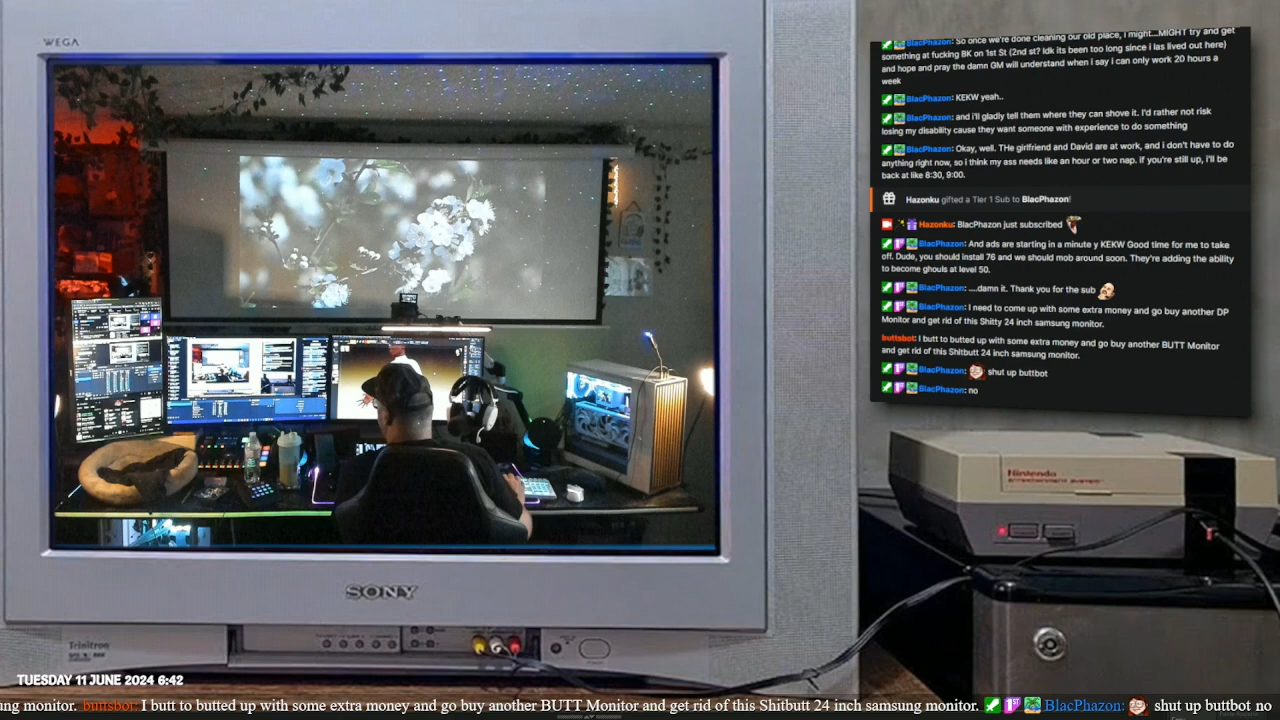 WEGA
SONY
Trinitron
BlacPhazon: So once we're done cleaning our old place, I might...MIGHT try and get
something at fucking BK on 1st St (2nd st? Idk its been too long since i las lived out here)
and hope and pray the damn GM will understand when i say i can only work 20 hours a
week
BlacPhazon: KEKW yeah..
BlacPhazon: and i'll gladly tell them where they can shove it. I'd rather not risk
losing my disability cause they want someone with experience to do something
BlacPhazon: Okay, well. THe girlfriend and David are at work, and i don't have to do
anything right now, so i think my ass needs like an hour or two nap. if you're still up, i'll be
back at like 8:30, 9:00.
Hazonku gifted a Tier 1 Sub to BlacPhazon!
Hazonku: BlacPhazon just subscribed
BlacPhazon: And ads are starting in a minute y KEKW Good time for me to take
off. Dude, you should install 76 and we should mob around soon. They're adding the ability
to become ghouls at level 50.
BlacPhazon: ....damn it. Thank you for the sub
BlacPhazon: I need to come up with some extra money and go buy another DP
Monitor and get rid of this Shitty 24 inch samsung monitor.
buttsbot: I butt to butted up with some extra money and go buy another BUTT Monitor
and get rid of this Shitbutt 24 inch samsung monitor.
BlacPhazon: shut up buttbot
BlacPhazon: no
Nintendo
ENTERTAINMENT SYSTEM
TUESDAY 11 JUNE 2024 6:42
ng monitor. buttsbot: I butt to butted up with some extra money and go buy another BUTT Monitor and get rid of this Shitbutt 24 inch samsung monitor. 1ST BlacPhazon: shut up buttbot no